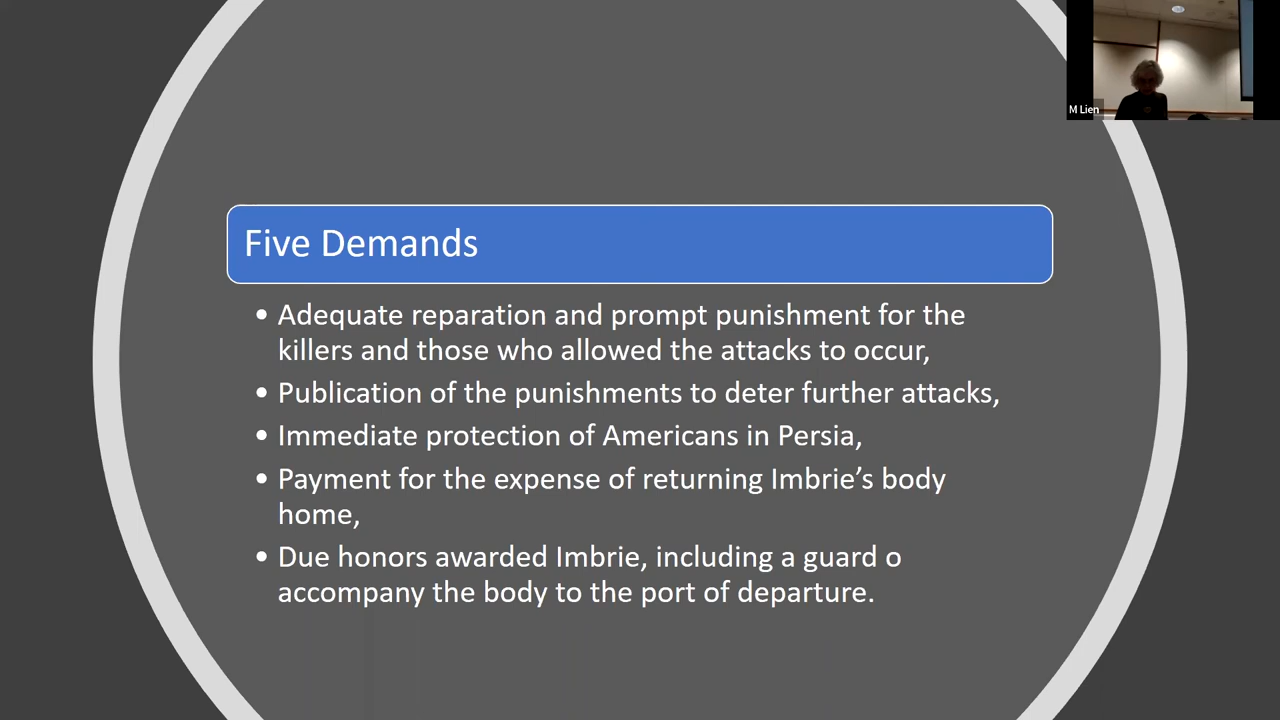 M Lien
Five Demands
• Adequate reparation and prompt punishment for the
killers and those who allowed the attacks to occur,
• Publication of the punishments to deter further attacks,
• Immediate protection of Americans in Persia,
• Payment for the expense of returning Imbrie’s body
home,
• Due honors awarded Imbrie, including a guard o
accompany the body to the port of departure.